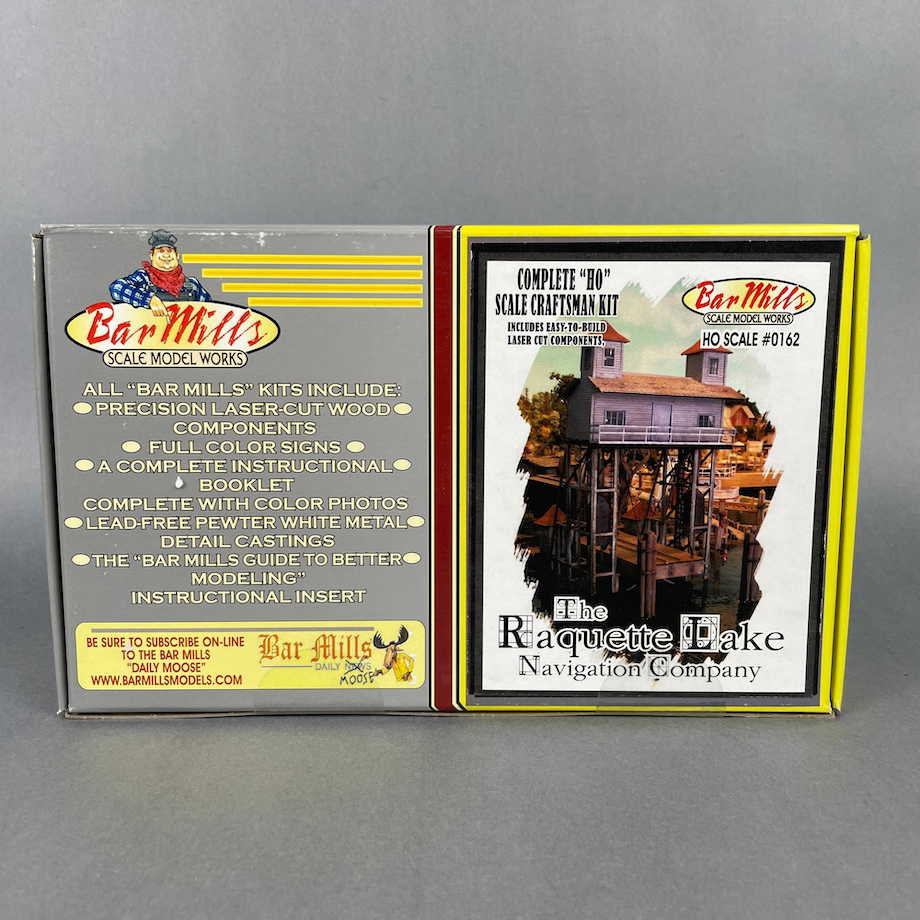 Bar Mills
SCALE MODEL WORKS
ALL "BAR MILLS" KITS INCLUDE:
PRECISION LASER-CUT WOOD
COMPONENTS
FULL COLOR SIGNS
A COMPLETE INSTRUCTIONAL
BOOKLET
COMPLETE WITH COLOR PHOTOS
LEAD-FREE PEWTER WHITE METAL
DETAIL CASTINGS
THE "BAR MILLS GUIDE TO BETTER
MODELING"
INSTRUCTIONAL INSERT
BE SURE TO SUBSCRIBE ON-LINE
TO THE BAR MILLS
"DAILY MOOSE"
WWW.BARMILLSMODELS.COM
Bar Mills
DAILY NEWS
MOOSE
COMPLETE "HO"
SCALE CRAFTSMAN KIT
INCLUDES EASY-TO-BUILD
LASER CUT COMPONENTS.
Bar Mills
SCALE MODEL WORKS
HO SCALE #0162
The
Raquette Lake
Navigation Company